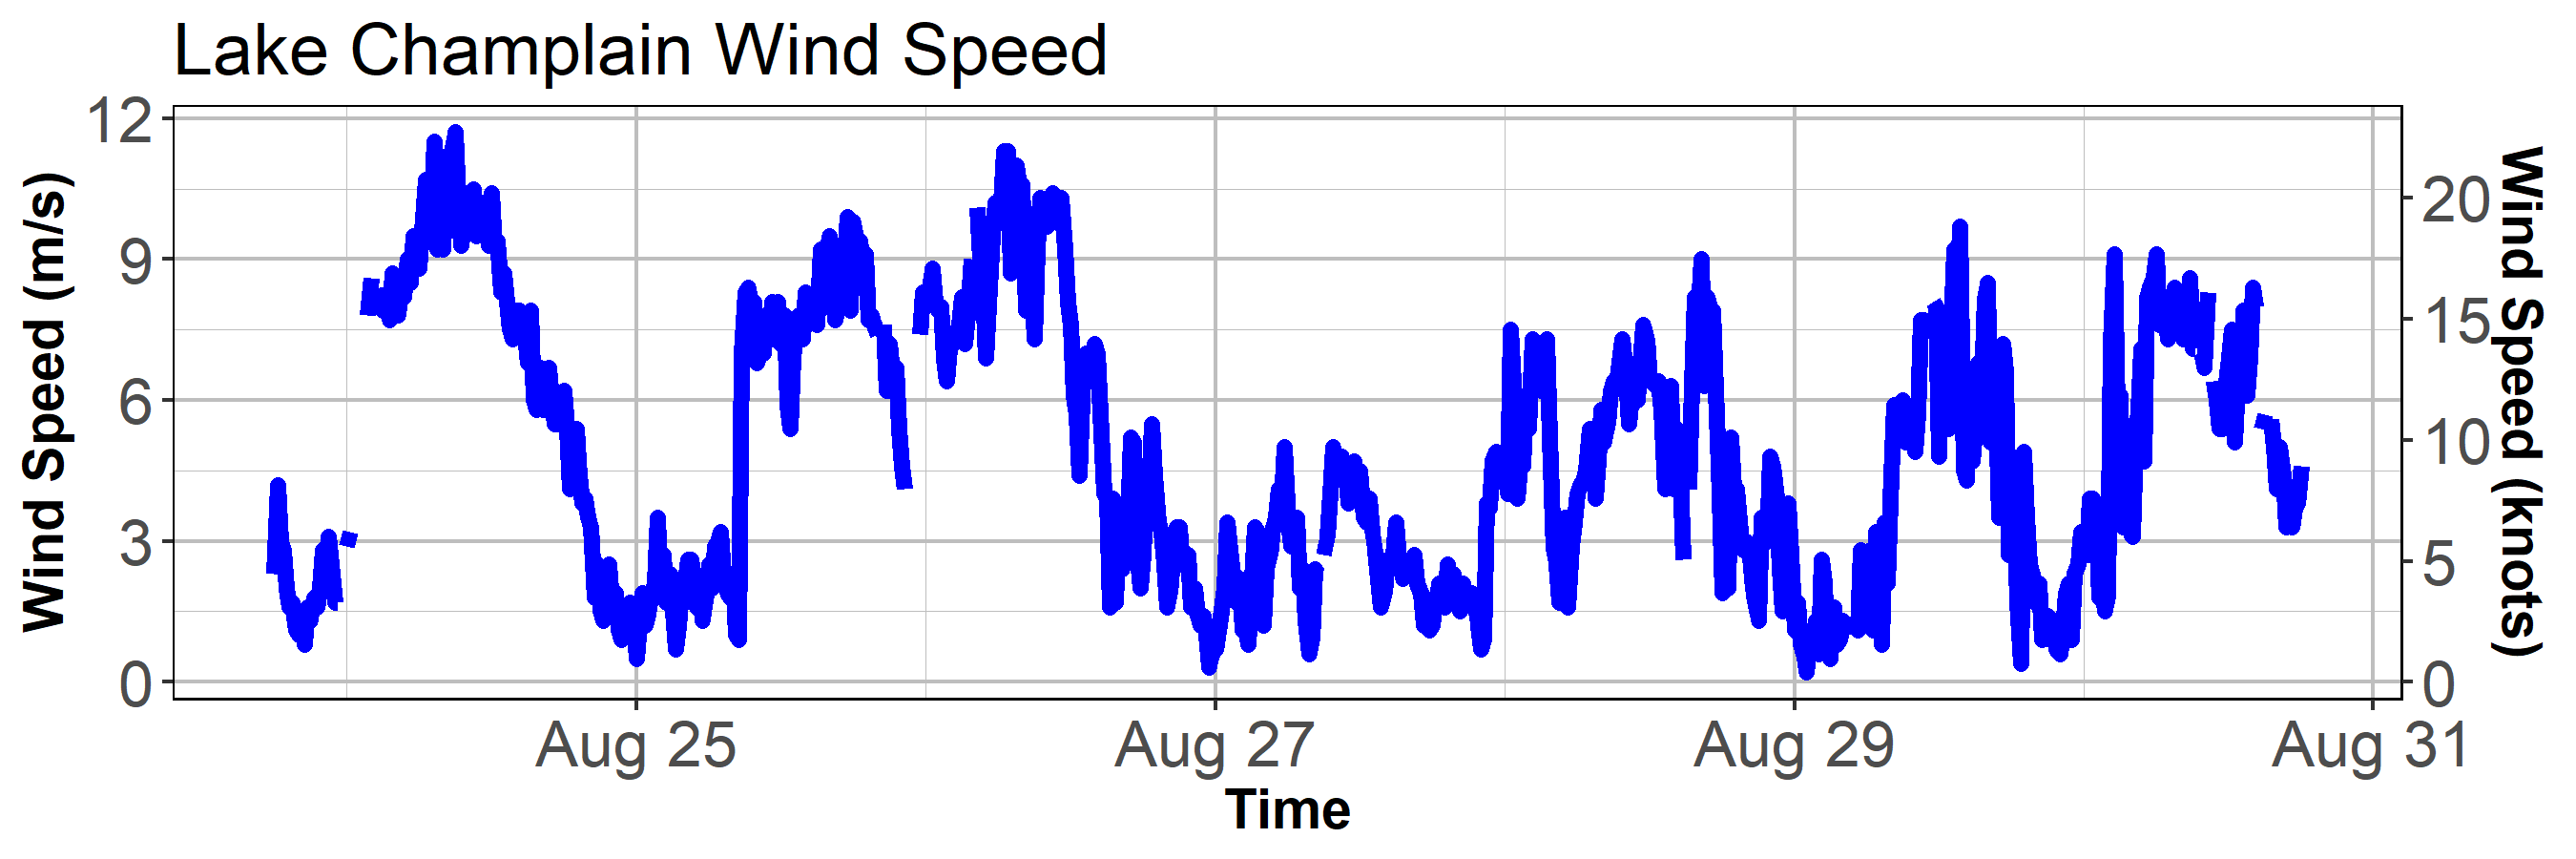 Lake Champlain Wind Speed
Wind Speed (m/s)
12
9
6
3
0
20
15
10
5
0
Wind Speed (knots)
Aug 25
Aug 27
Aug 29
Aug 31
Time